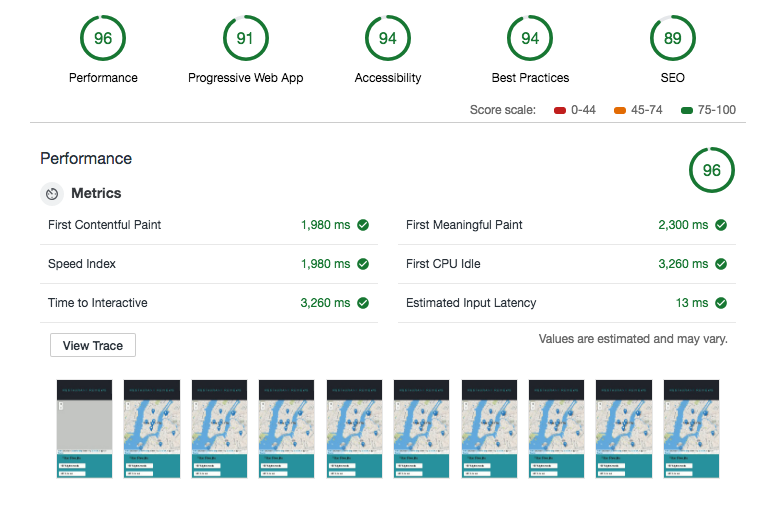 96 91 94 94 89
Performance Progressive Web App Accessibility Best Practices SEO
Score scale: 0-44 45-74 75-100
Performance
96
Metrics
First Contentful Paint 1,980 ms First Meaningful Paint 2,300 ms
Speed Index 1,980 ms First CPU Idle 3,260 ms
Time to Interactive 3,260 ms Estimated Input Latency 13 ms
View Trace Values are estimated and may vary.